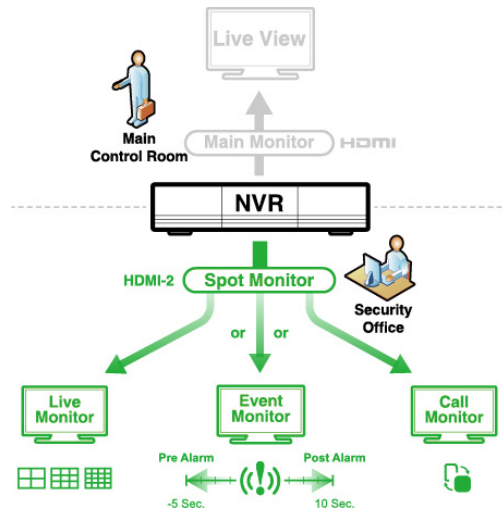 Live View
Main
Control Room
Main Monitor
HDMI
NVR
HDMI-2
Spot Monitor
Security
Office
or
or
Live
Monitor
Event
Monitor
Call
Monitor
Pre Alarm
Post Alarm
-5 Sec.
10 Sec.